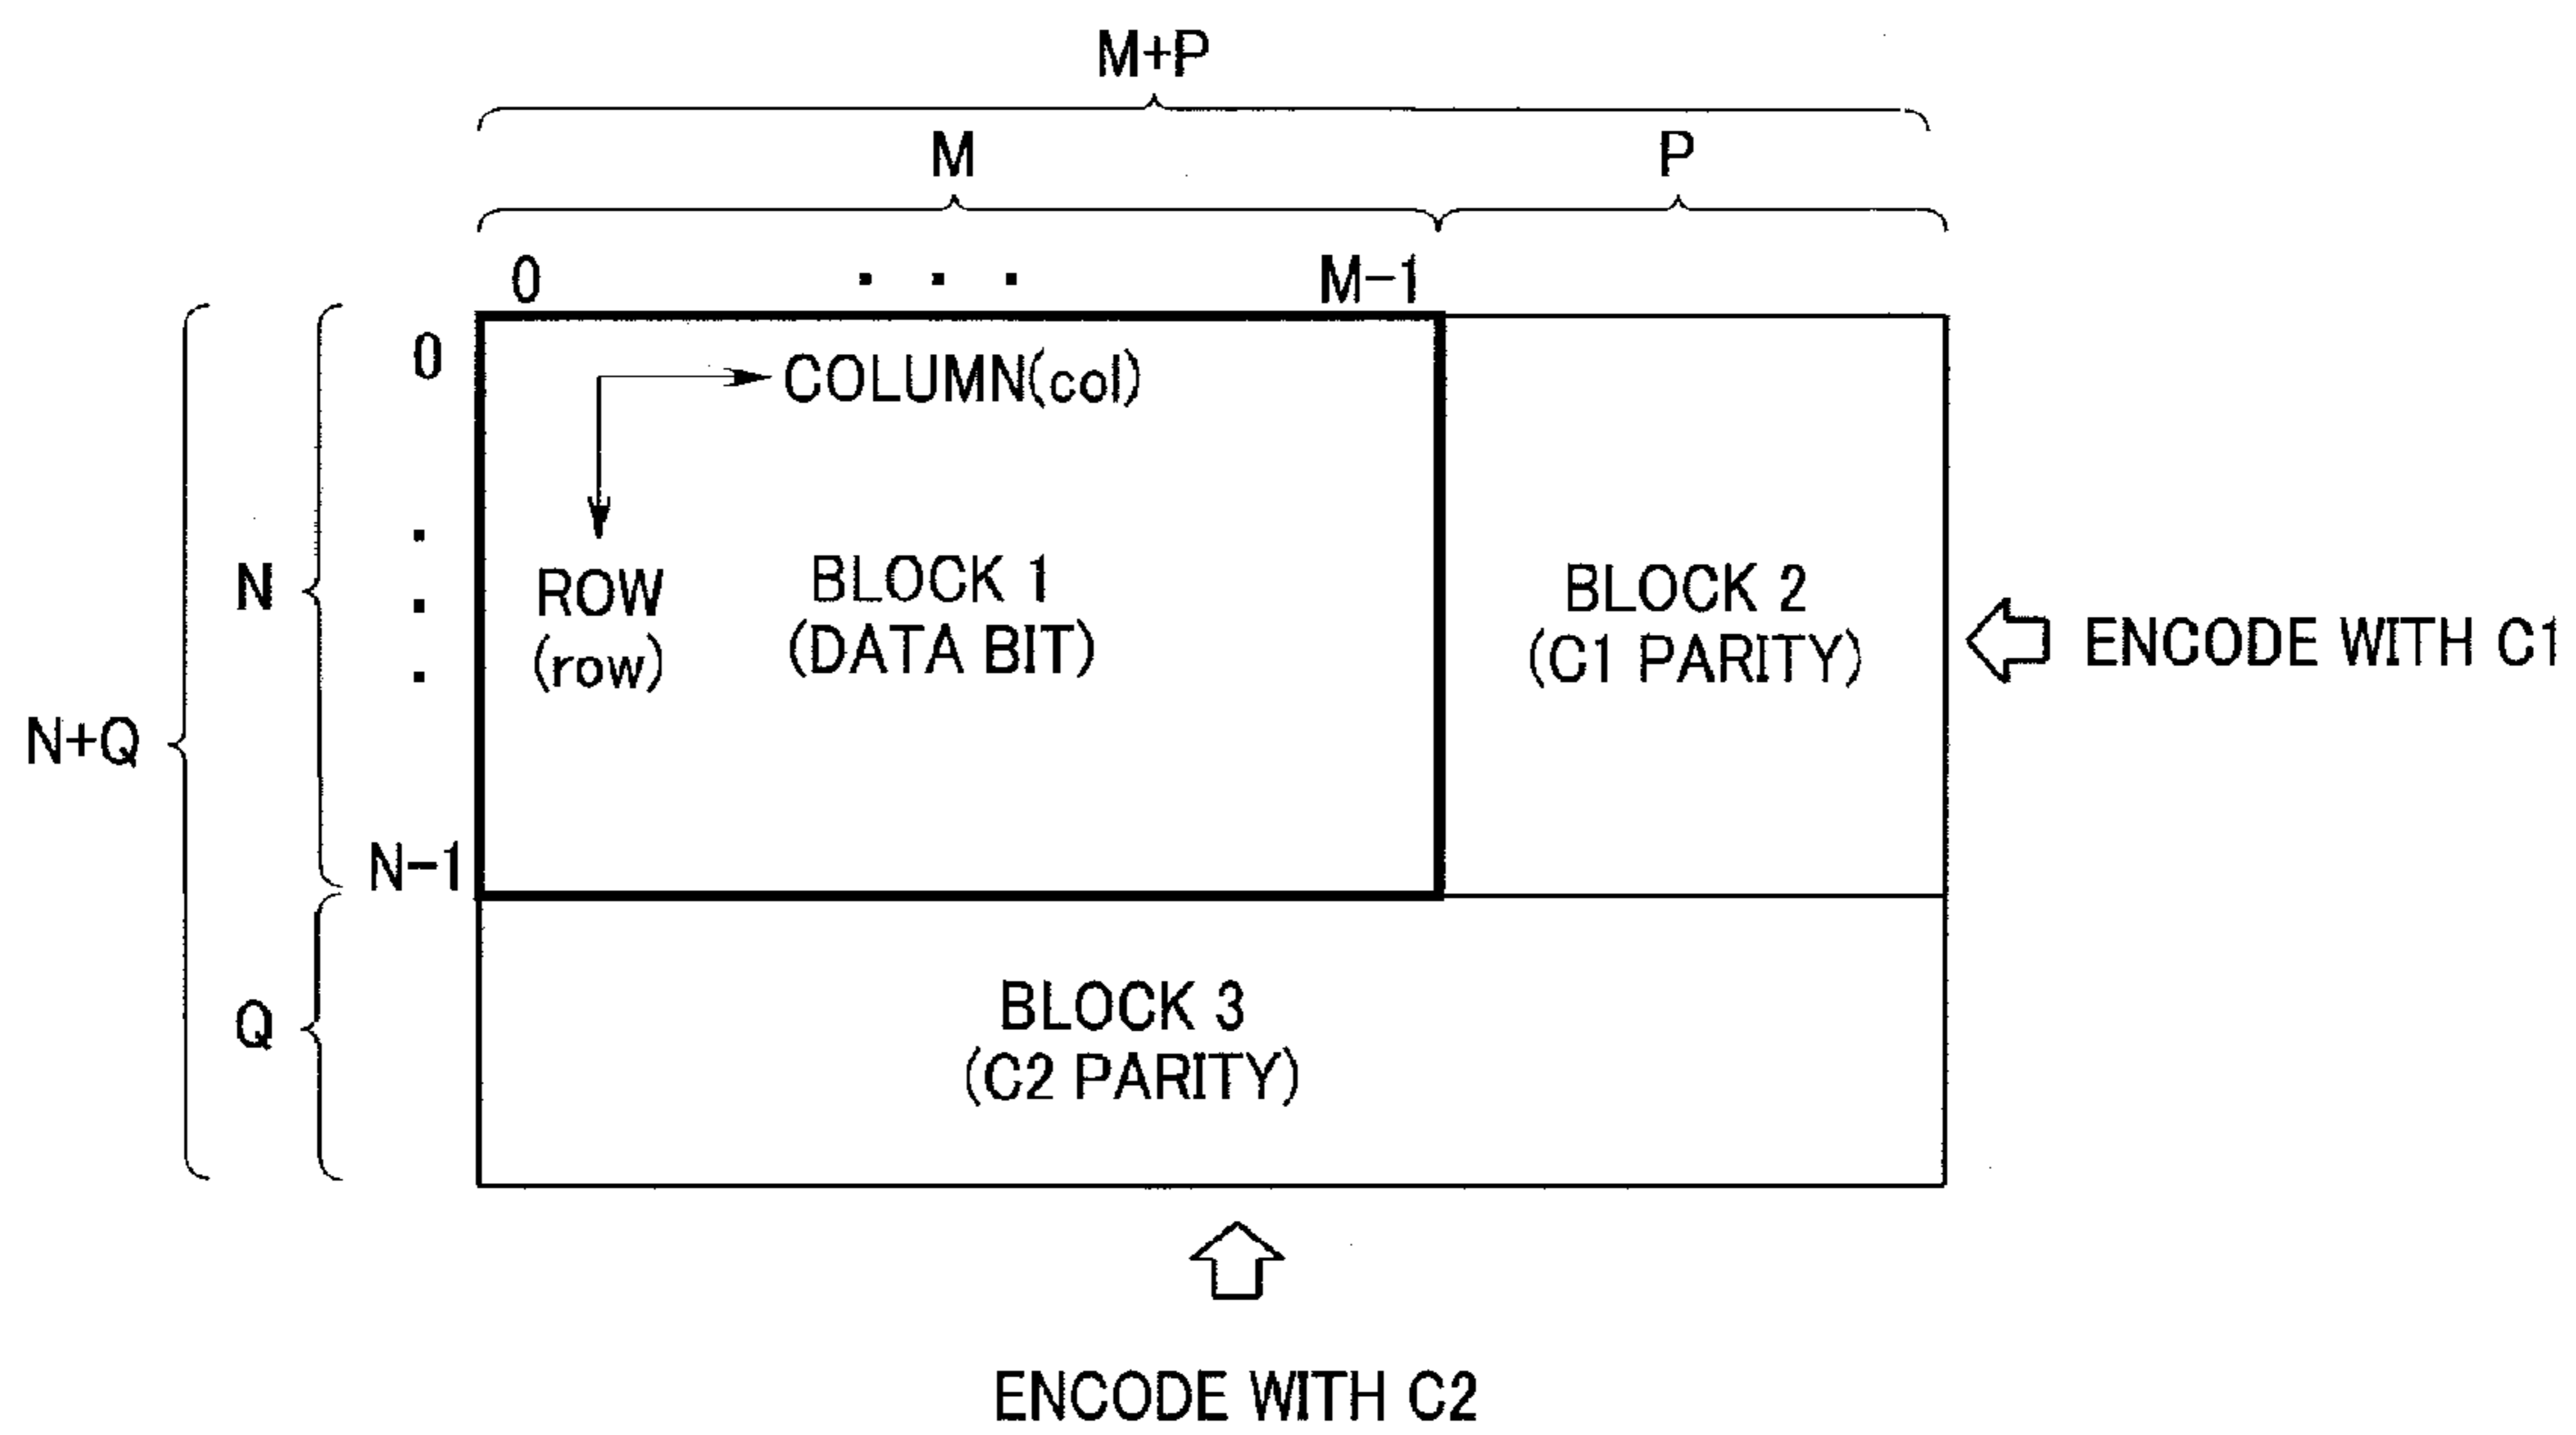 M+P
M
P
0 · · · M-1
0
COLUMN(col)
N
ROW
(row)
BLOCK 1
(DATA BIT)
BLOCK 2
(C1 PARITY)
ENCODE WITH C1
N+Q
N-1
Q
BLOCK 3
(C2 PARITY)
ENCODE WITH C2